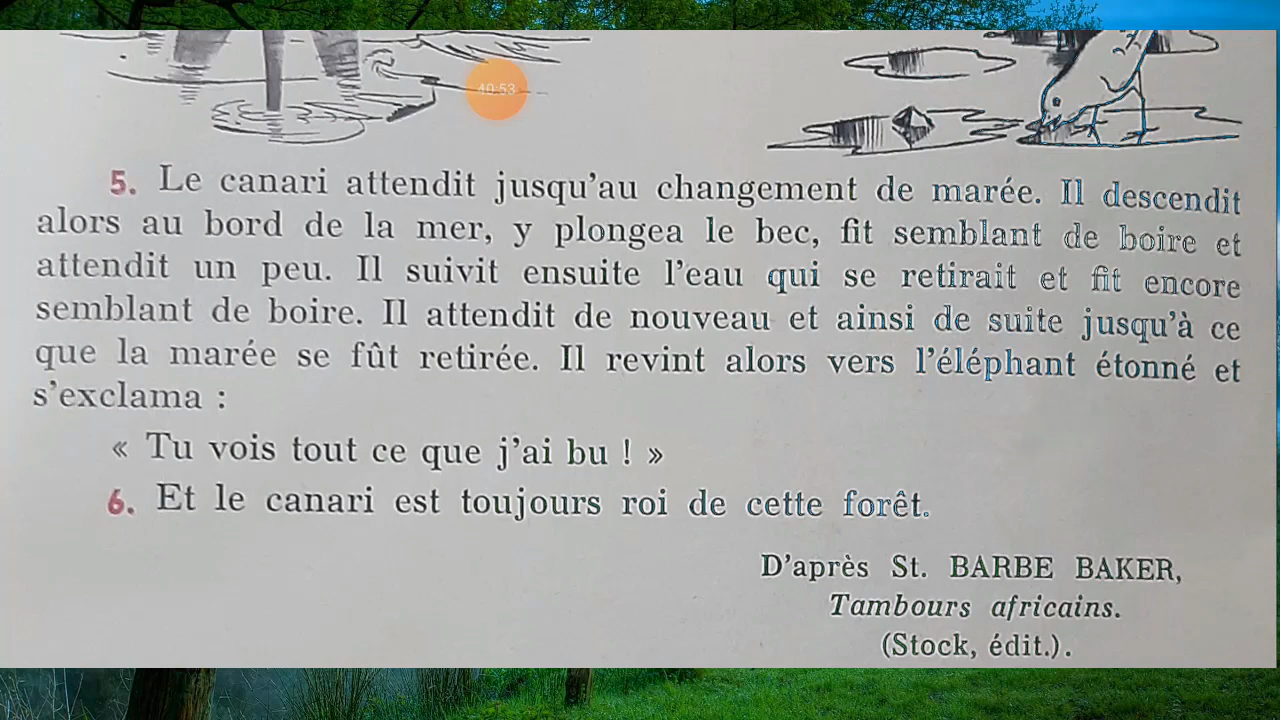 40:53
5. Le canari attendit jusqu'au changement de marée. Il descendit
alors au bord de la mer, y plongea le bec, fit semblant de boire et
attendit un peu. Il suivit ensuite l'eau qui se retirait et fit encore
semblant de boire. Il attendit de nouveau et ainsi de suite jusqu'à ce
que la marée se fût retirée. Il revint alors vers l'éléphant étonné et
s'exclama :
« Tu vois tout ce que j'ai bu ! »
6. Et le canari est toujours roi de cette forêt.
D'après St. BARBE BAKER,
Tambours africains.
(Stock, édit.).